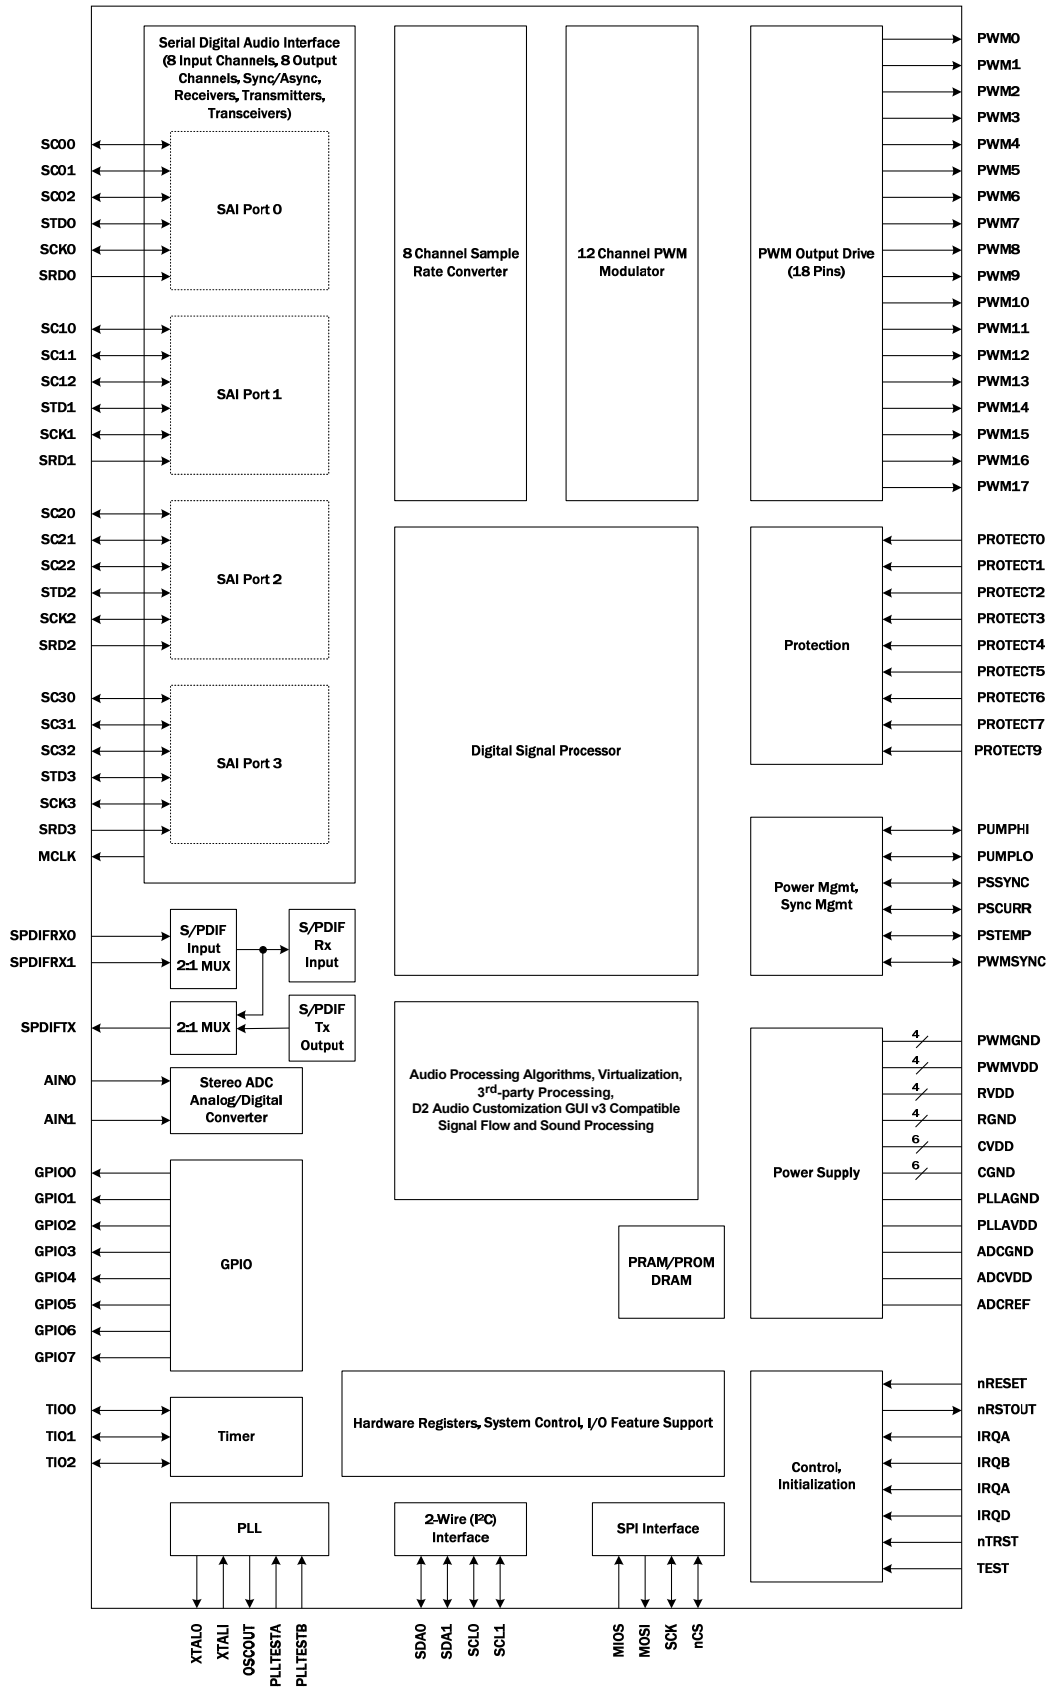 Serial Digital Audio Interface
(8 Input Channels, 8 Output
Channels, Sync/Async,
Receivers, Transmitters,
Transceivers)
SC00
SC01
SC02
STD0
SCK0
SRD0
SAI Port 0
SC10
SC11
SC12
STD1
SCK1
SRD1
SAI Port 1
SC20
SC21
SC22
STD2
SCK2
SRD2
SAI Port 2
SC30
SC31
SC32
STD3
SCK3
SRD3
MCLK
SAI Port 3
8 Channel Sample
Rate Converter
12 Channel PWM
Modulator
PWM Output Drive
(18 Pins)
PWM0
PWM1
PWM2
PWM3
PWM4
PWM5
PWM6
PWM7
PWM8
PWM9
PWM10
PWM11
PWM12
PWM13
PWM14
PWM15
PWM16
PWM17
Digital Signal Processor
Protection
PROTECT0
PROTECT1
PROTECT2
PROTECT3
PROTECT4
PROTECT5
PROTECT6
PROTECT7
PROTECT9
Power Mgmt,
Sync Mgmt
PUMPHI
PUMPLO
PSSYNC
PSCURR
PSTEMP
PWMSYNC
SPDIFRX0
SPDIFRX1
S/PDIF
Input
2:1 MUX
S/PDIF
Rx
Input
SPDIFTX
2:1 MUX
S/PDIF
Tx
Output
AIN0
AIN1
Stereo ADC
Analog/Digital
Converter
Audio Processing Algorithms, Virtualization,
3rd-party Processing,
D2 Audio Customization GUI v3 Compatible
Signal Flow and Sound Processing
Power Supply
4
PWMGND
4
PWMVDD
4
RVDD
4
RGND
6
CVDD
6
CGND
PLLAGND
PLLAVDD
ADCGND
ADCVDD
ADCREF
GPIO0
GPIO1
GPIO2
GPIO3
GPIO4
GPIO5
GPIO6
GPIO7
GPIO
PRAM/PROM
DRAM
TIO0
TIO1
TIO2
Timer
Hardware Registers, System Control, I/O Feature Support
Control,
Initialization
nRESET
nRSTOUT
IRQA
IRQB
IRQA
IRQD
nTRST
TEST
PLL
2-Wire (I²C)
Interface
SPI Interface
XTALO
XTALI
OSCOUT
PLLTESTA
PLLTESTB
SDA0
SDA1
SCL0
SCL1
MIOS
MOSI
SCK
nCS